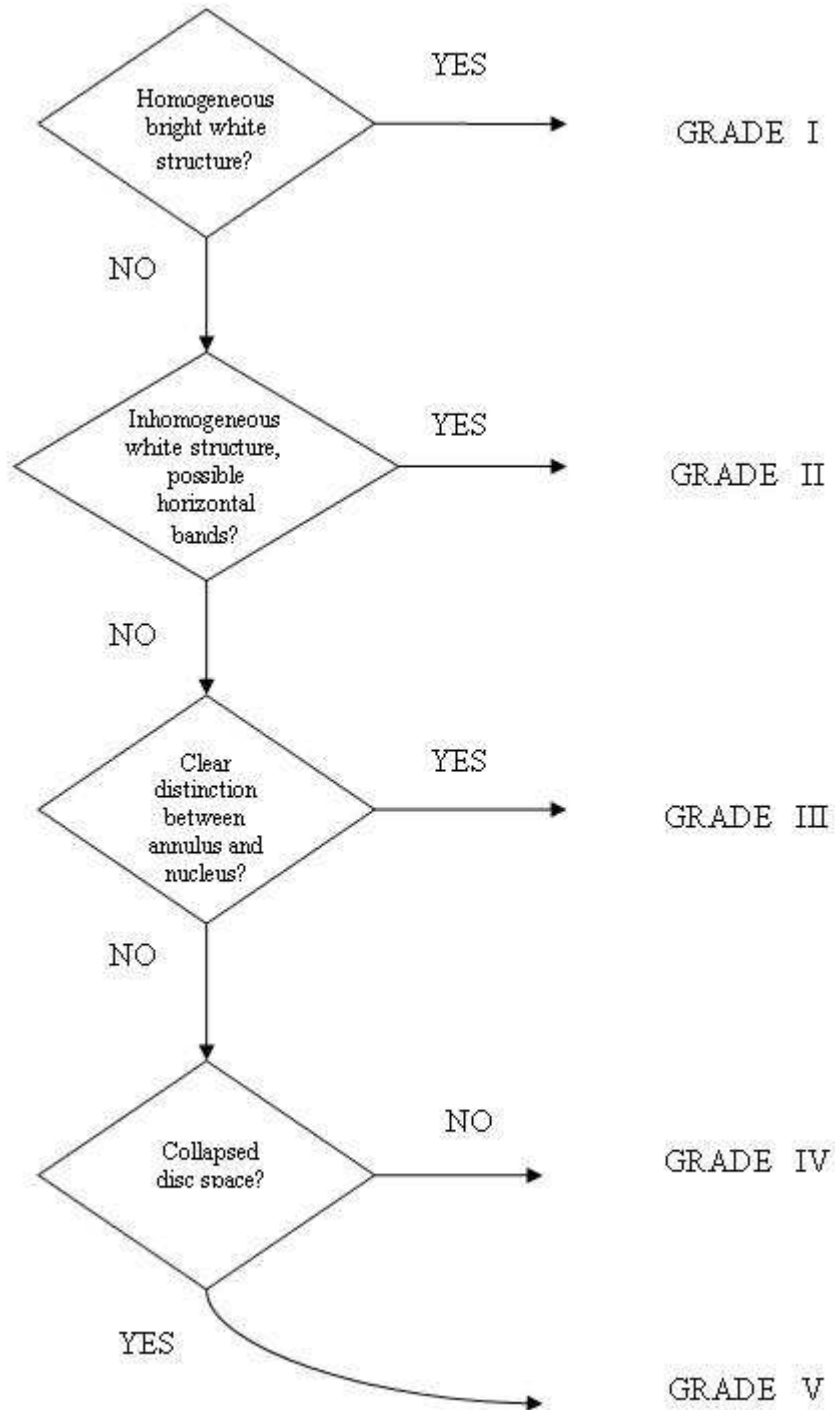 YES
Homogeneous
bright white
structure?
GRADE I
NO
Inhomogeneous
white structure,
possible
horizontal
bands?
YES
GRADE II
NO
Clear
distinction
between
annulus and
nucleus?
YES
GRADE III
NO
Collapsed
disc space?
NO
GRADE IV
YES
GRADE V